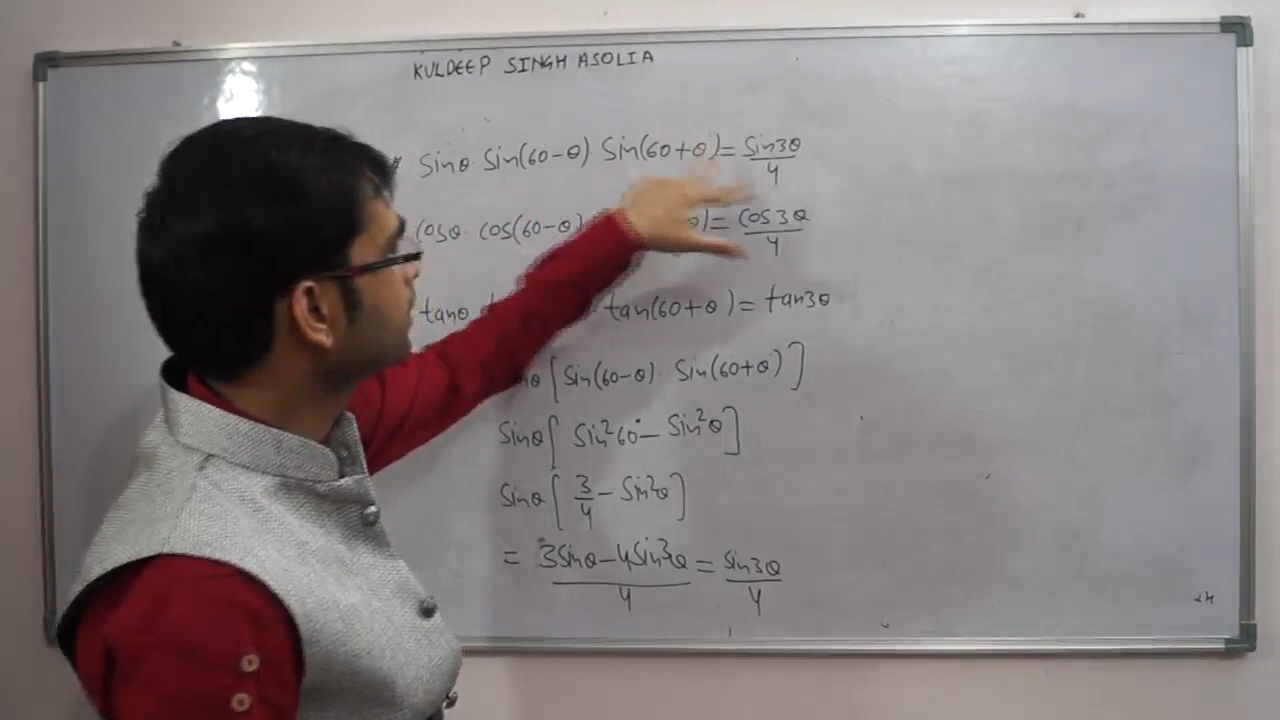 KULDEEP SINGH ASOLIA
* Sinθ Sin(60-θ) Sin(60+θ) = Sin3θ/4
Cosθ Cos(60-θ) θ) = Cos3θ/4
tanθ tan(60+θ) = tan3θ
θ [Sin(60-θ) Sin(60+θ)]
Sinθ [Sin²60° - Sin²θ]
Sinθ [3/4 - Sin²θ]
= 3Sinθ-4Sin³θ/4 = Sin3θ/4